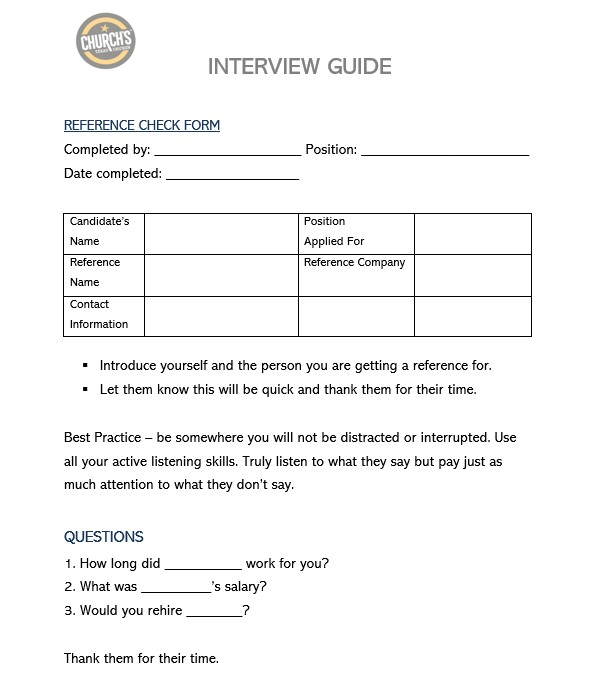 CHURCH'S
TEXAS CHICKEN
INTERVIEW GUIDE
REFERENCE CHECK FORM
Completed by: ____________________ Position: _______________________
Date completed: __________________
Candidate's Name
Position Applied For
Reference Name
Reference Company
Contact Information
▪ Introduce yourself and the person you are getting a reference for.
▪ Let them know this will be quick and thank them for their time.
Best Practice – be somewhere you will not be distracted or interrupted. Use
all your active listening skills. Truly listen to what they say but pay just as
much attention to what they don't say.
QUESTIONS
1. How long did ___________ work for you?
2. What was __________'s salary?
3. Would you rehire ________?
Thank them for their time.